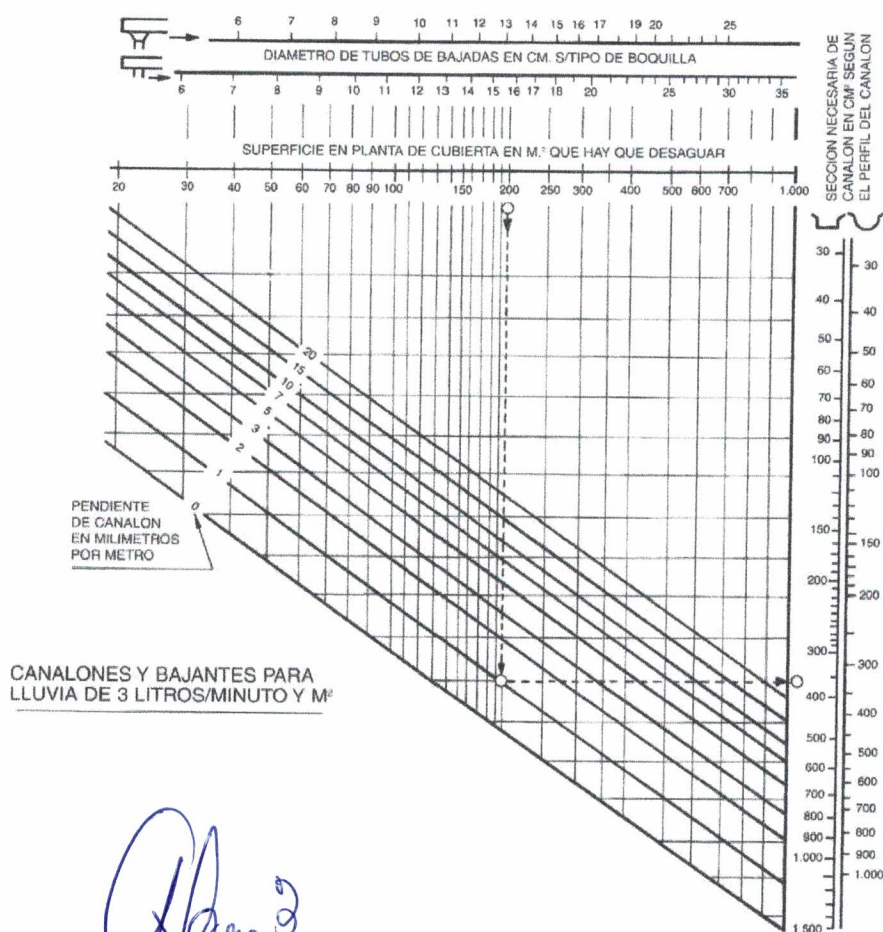 6 7 8 9 10 11 12 13 14 15 16 17 19 20 25
DIAMETRO DE TUBOS DE BAJADAS EN CM. S/TIPO DE BOQUILLA
6 7 8 9 10 11 12 13 14 15 16 17 18 20 25 30 35
SUPERFICIE EN PLANTA DE CUBIERTA EN M.² QUE HAY QUE DESAGUAR
20 30 40 50 60 70 80 90 100 150 200 250 300 400 500 600 700 1.000
SECCION NECESARIA DE
CANALON EN CM² SEGUN
EL PERFIL DEL CANALON
30 30
40 40
50 50
60 60
70 70
80 80
90 90
100 100
150 150
200 200
300 300
400 400
500 500
600 600
700 700
800 800
900 900
1.000 1.000
1.500
20
15
10
7
5
3
2
1
0
PENDIENTE
DE CANALON
EN MILIMETROS
POR METRO
CANALONES Y BAJANTES PARA
LLUVIA DE 3 LITROS/MINUTO Y M²